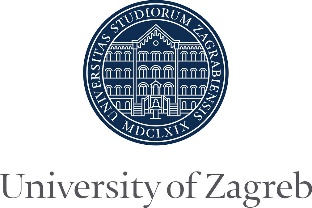 UNIVERSITAS STUDIORUM ZAGRABIENSIS
MDCLXIX
University of Zagreb